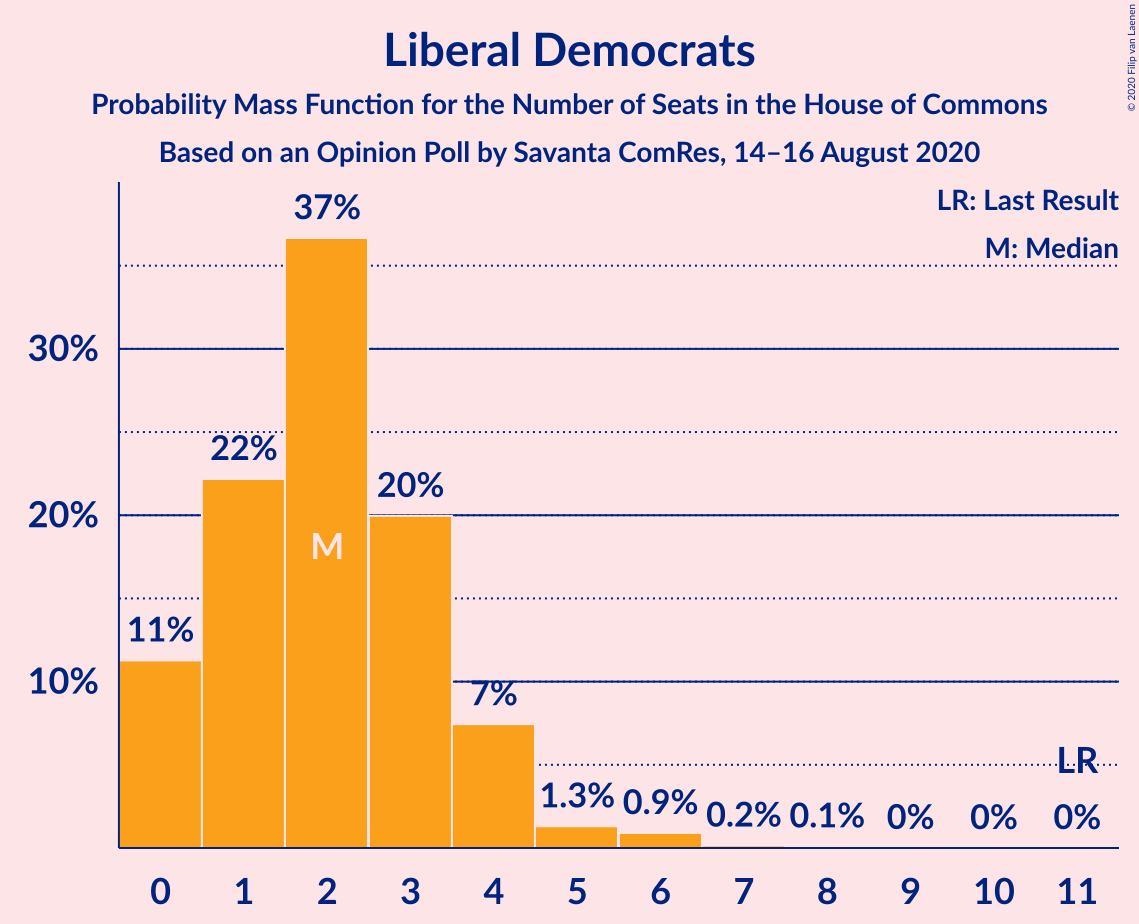 Liberal Democrats
Probability Mass Function for the Number of Seats in the House of Commons
Based on an Opinion Poll by Savanta ComRes, 14–16 August 2020
© 2020 Filip van Laenen
LR: Last Result
M: Median
37%
30%
22%
20%
20%
M
11%
10%
7%
LR
1.3%
0.9%
0.2%
0.1%
0%
0%
0%
0 1 2 3 4 5 6 7 8 9 10 11